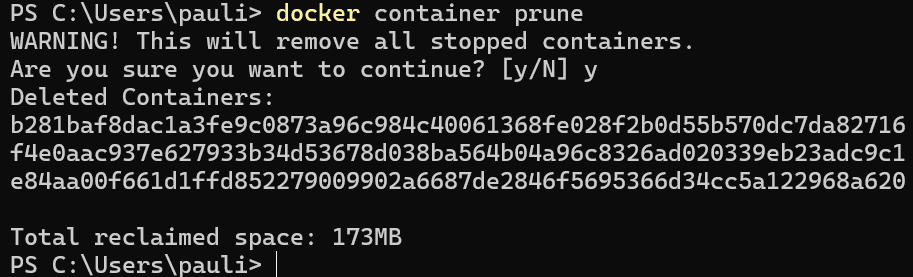 PS C:\Users\pauli> docker container prune
WARNING! This will remove all stopped containers.
Are you sure you want to continue? [y/N] y
Deleted Containers:
b281baf8dac1a3fe9c0873a96c984c40061368fe028f2b0d55b570dc7da82716
f4e0aac937e627933b34d53678d038ba564b04a96c8326ad020339eb23adc9c1
e84aa00f661d1ffd852279009902a6687de2846f5695366d34cc5a122968a620
Total reclaimed space: 173MB
PS C:\Users\pauli>